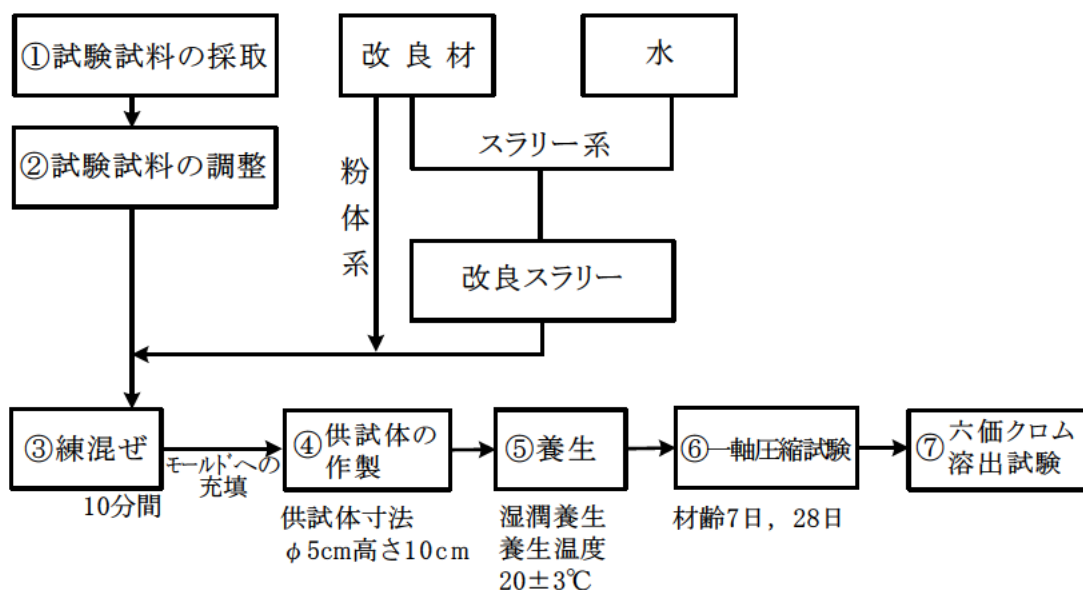 ①試験試料の採取
改良材
水
②試験試料の調整
粉体系
スラリー系
改良スラリー
③練混ぜ
10分間
モールドへの
充填
④供試体の
作製
供試体寸法
φ5cm高さ10cm
⑤養生
湿潤養生
養生温度
20±3℃
⑥一軸圧縮試験
材齢7日，28日
⑦六価クロム
溶出試験